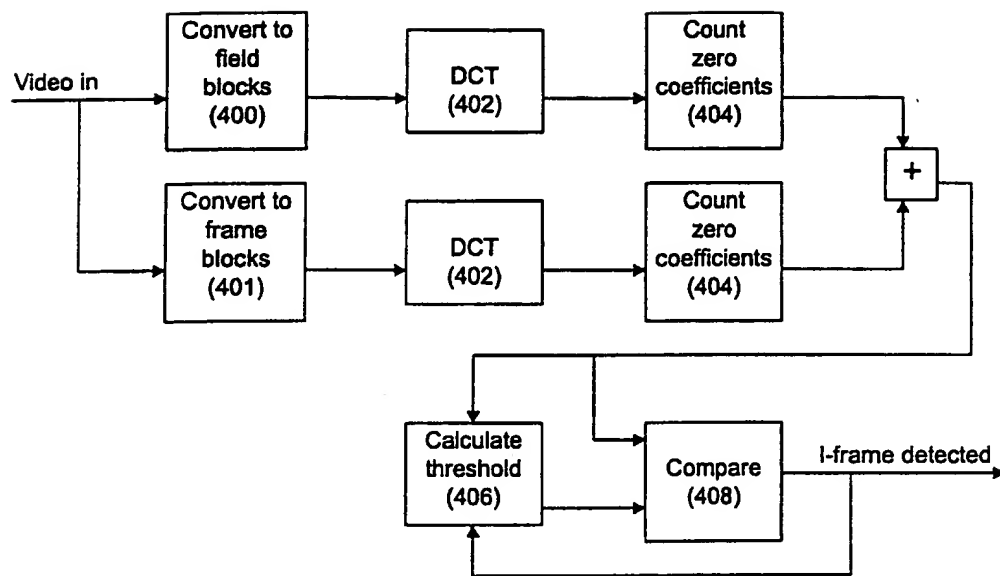 Video in
Convert to
field
blocks
(400)
DCT
(402)
Count
zero
coefficients
(404)
+
Convert to
frame
blocks
(401)
DCT
(402)
Count
zero
coefficients
(404)
Calculate
threshold
(406)
Compare
(408)
I-frame detected